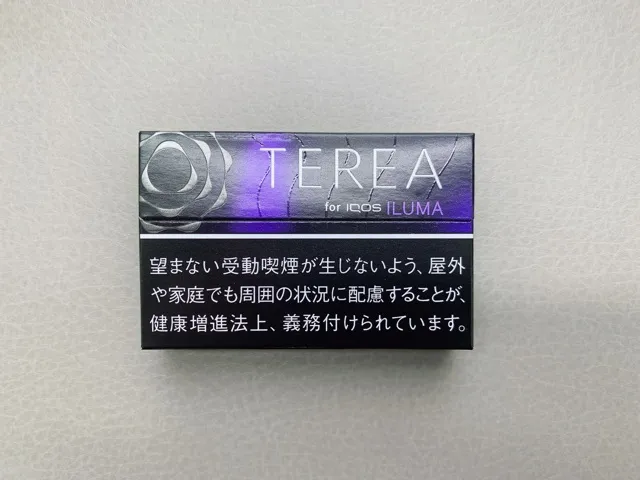 TEREA
for IQOS ILUMA
望まない受動喫煙が生じないよう、屋外
や家庭でも周囲の状況に配慮することが、
健康増進法上、義務付けられています。